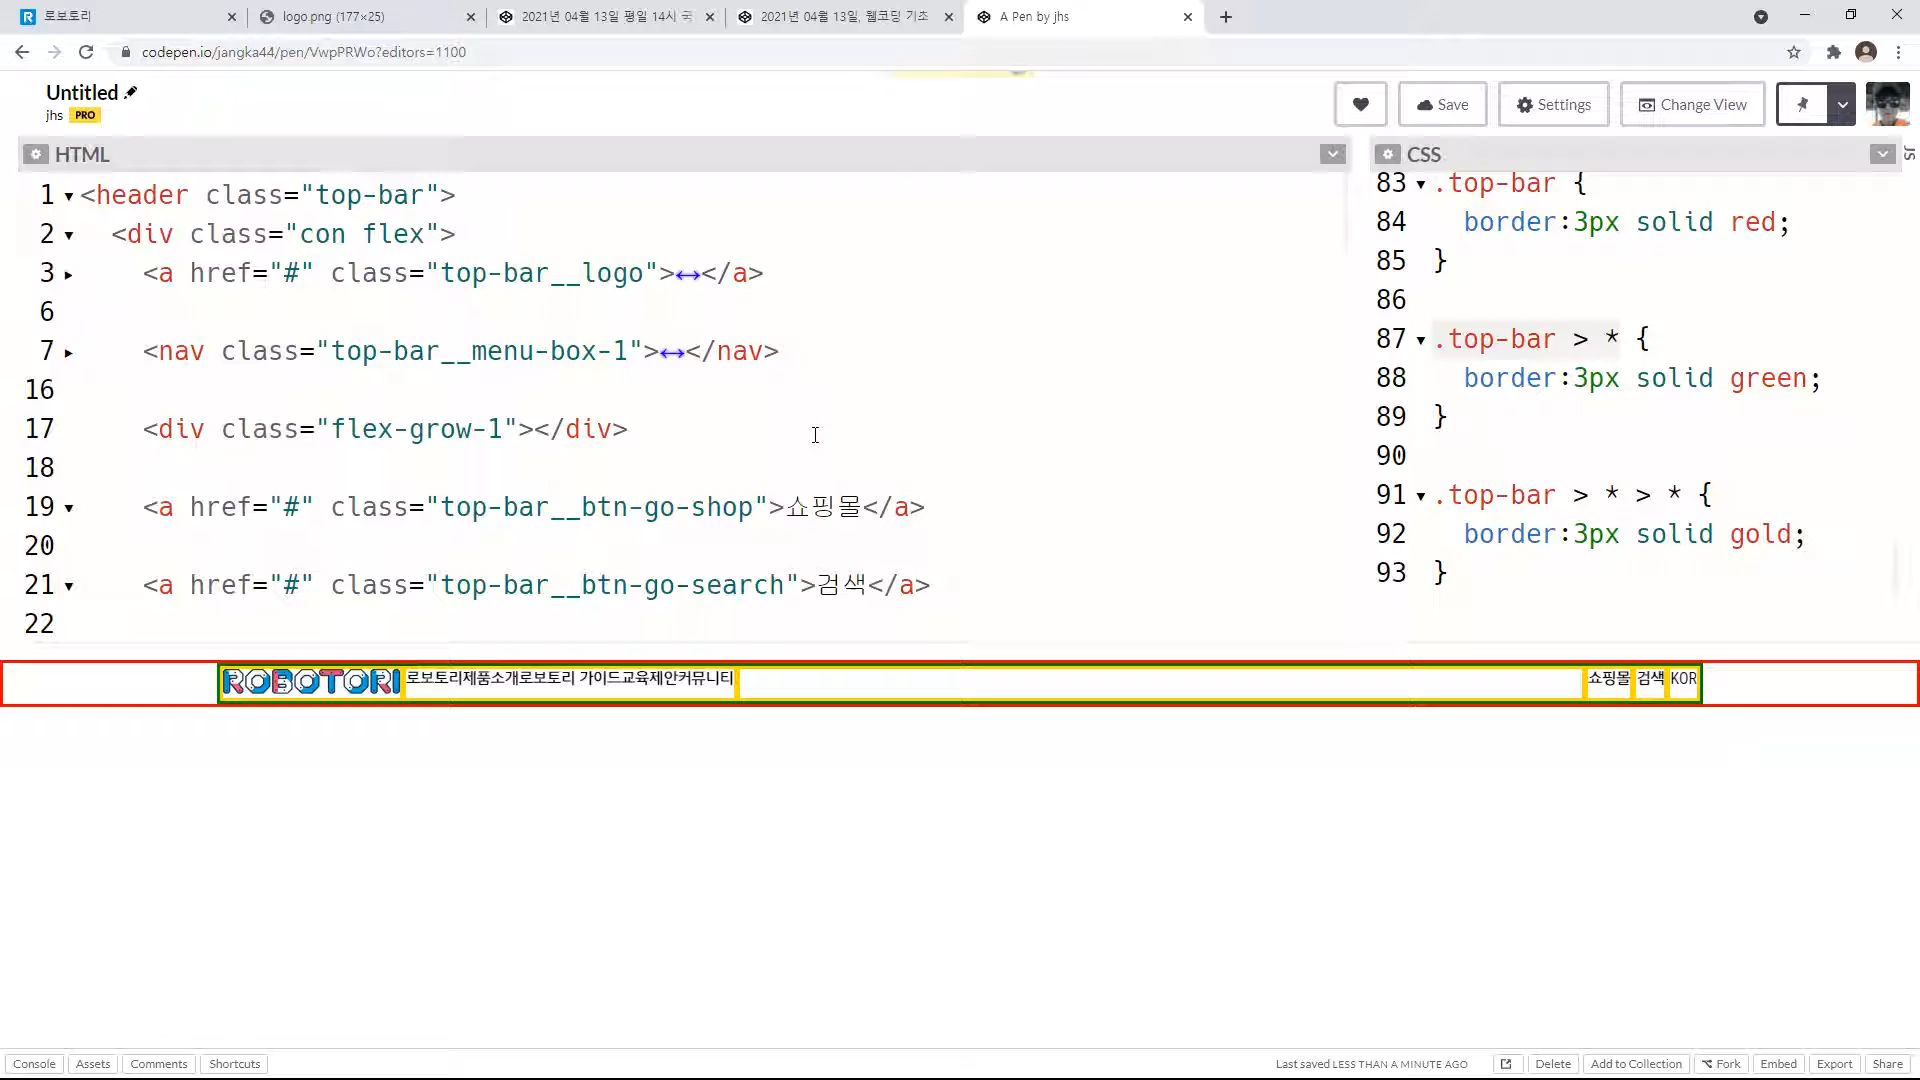 로보토리
logo.png (177×25)
2021년 04월 13일 평일 14시 국
2021년 04월 13일, 웹코딩 기초
A Pen by jhs
codepen.io/jangka44/pen/VwpPRWo?editors=1100
Untitled
jhs PRO
Save
Settings
Change View
HTML
CSS
JS
1 <header class="top-bar">
2 <div class="con flex">
3 <a href="#" class="top-bar__logo">↔</a>
6
7 <nav class="top-bar__menu-box-1">↔</nav>
16
17 <div class="flex-grow-1"></div>
18
19 <a href="#" class="top-bar__btn-go-shop">쇼핑몰</a>
20
21 <a href="#" class="top-bar__btn-go-search">검색</a>
22
83 .top-bar {
84 border:3px solid red;
85 }
86
87 .top-bar > * {
88 border:3px solid green;
89 }
90
91 .top-bar > * > * {
92 border:3px solid gold;
93 }
ROBOTORI 로보토리제품소개로보토리 가이드교육제안커뮤니티 쇼핑몰 검색 KOR
Console Assets Comments Shortcuts
Last saved LESS THAN A MINUTE AGO
Delete Add to Collection Fork Embed Export Share